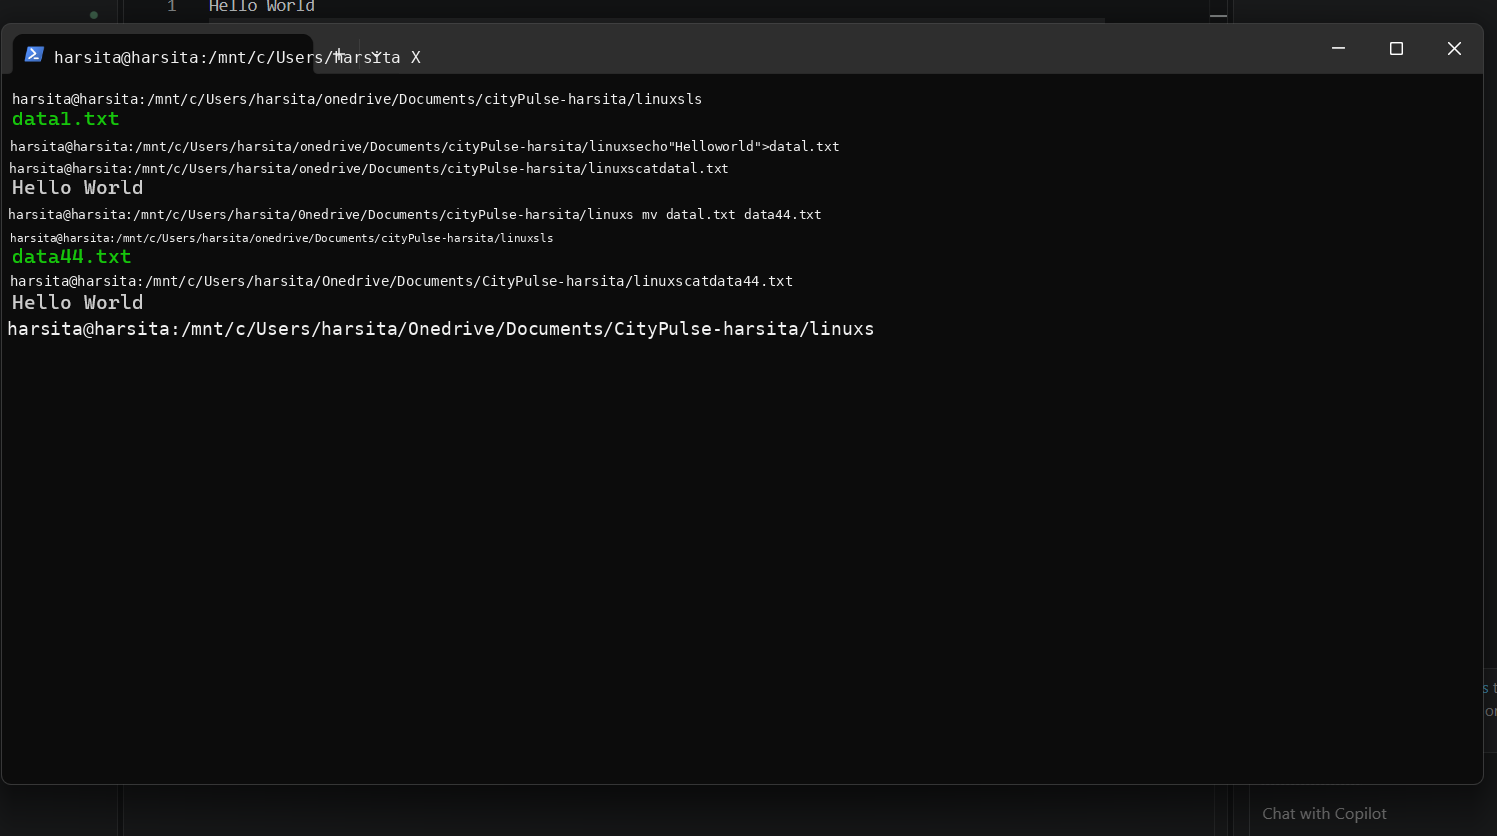 1 Hello World
harsita@harsita:/mnt/c/Users/harsita X
harsita@harsita:/mnt/c/Users/harsita/onedrive/Documents/cityPulse-harsita/linuxsls
data1.txt
harsita@harsita:/mnt/c/Users/harsita/onedrive/Documents/cityPulse-harsita/linuxsecho"Helloworld">datal.txt
harsita@harsita:/mnt/c/Users/harsita/onedrive/Documents/cityPulse-harsita/linuxscatdatal.txt
Hello World
harsita@harsita:/mnt/c/Users/harsita/0nedrive/Documents/cityPulse-harsita/linuxs mv datal.txt data44.txt
harsita@harsita:/mnt/c/Users/harsita/onedrive/Documents/cityPulse-harsita/linuxsls
data44.txt
harsita@harsita:/mnt/c/Users/harsita/Onedrive/Documents/CityPulse-harsita/linuxscatdata44.txt
Hello World
harsita@harsita:/mnt/c/Users/harsita/Onedrive/Documents/CityPulse-harsita/linuxs
Chat with Copilot